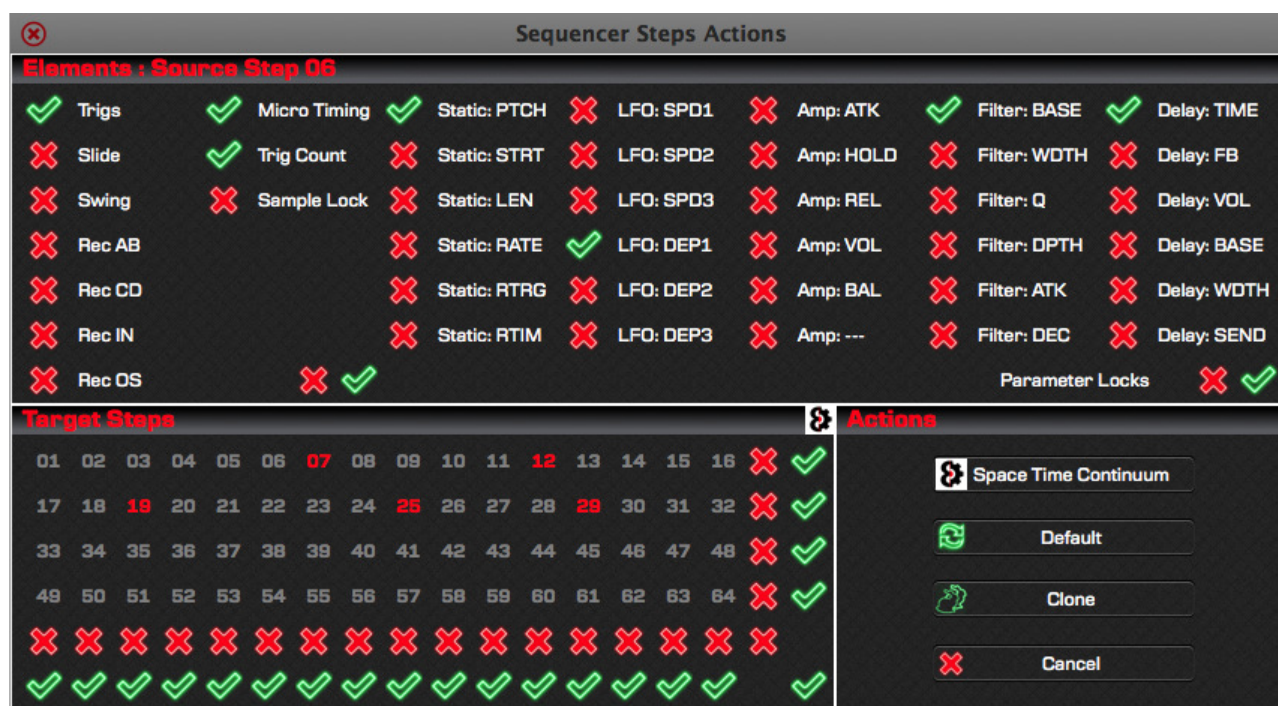 Sequencer Steps Actions
Elements : Source Step 06
Trigs Micro Timing Static: PTCH LFO: SPD1 Amp: ATK Filter: BASE Delay: TIME
Slide Trig Count Static: STRT LFO: SPD2 Amp: HOLD Filter: WDTH Delay: FB
Swing Sample Lock Static: LEN LFO: SPD3 Amp: REL Filter: Q Delay: VOL
Rec AB Static: RATE LFO: DEP1 Amp: VOL Filter: DPTH Delay: BASE
Rec CD Static: RTRG LFO: DEP2 Amp: BAL Filter: ATK Delay: WDTH
Rec IN Static: RTIM LFO: DEP3 Amp: --- Filter: DEC Delay: SEND
Rec OS Parameter Locks
Target Steps
01 02 03 04 05 06 07 08 09 10 11 12 13 14 15 16
17 18 19 20 21 22 23 24 25 26 27 28 29 30 31 32
33 34 35 36 37 38 39 40 41 42 43 44 45 46 47 48
49 50 51 52 53 54 55 56 57 58 59 60 61 62 63 64
Actions
Space Time Continuum
Default
Clone
Cancel